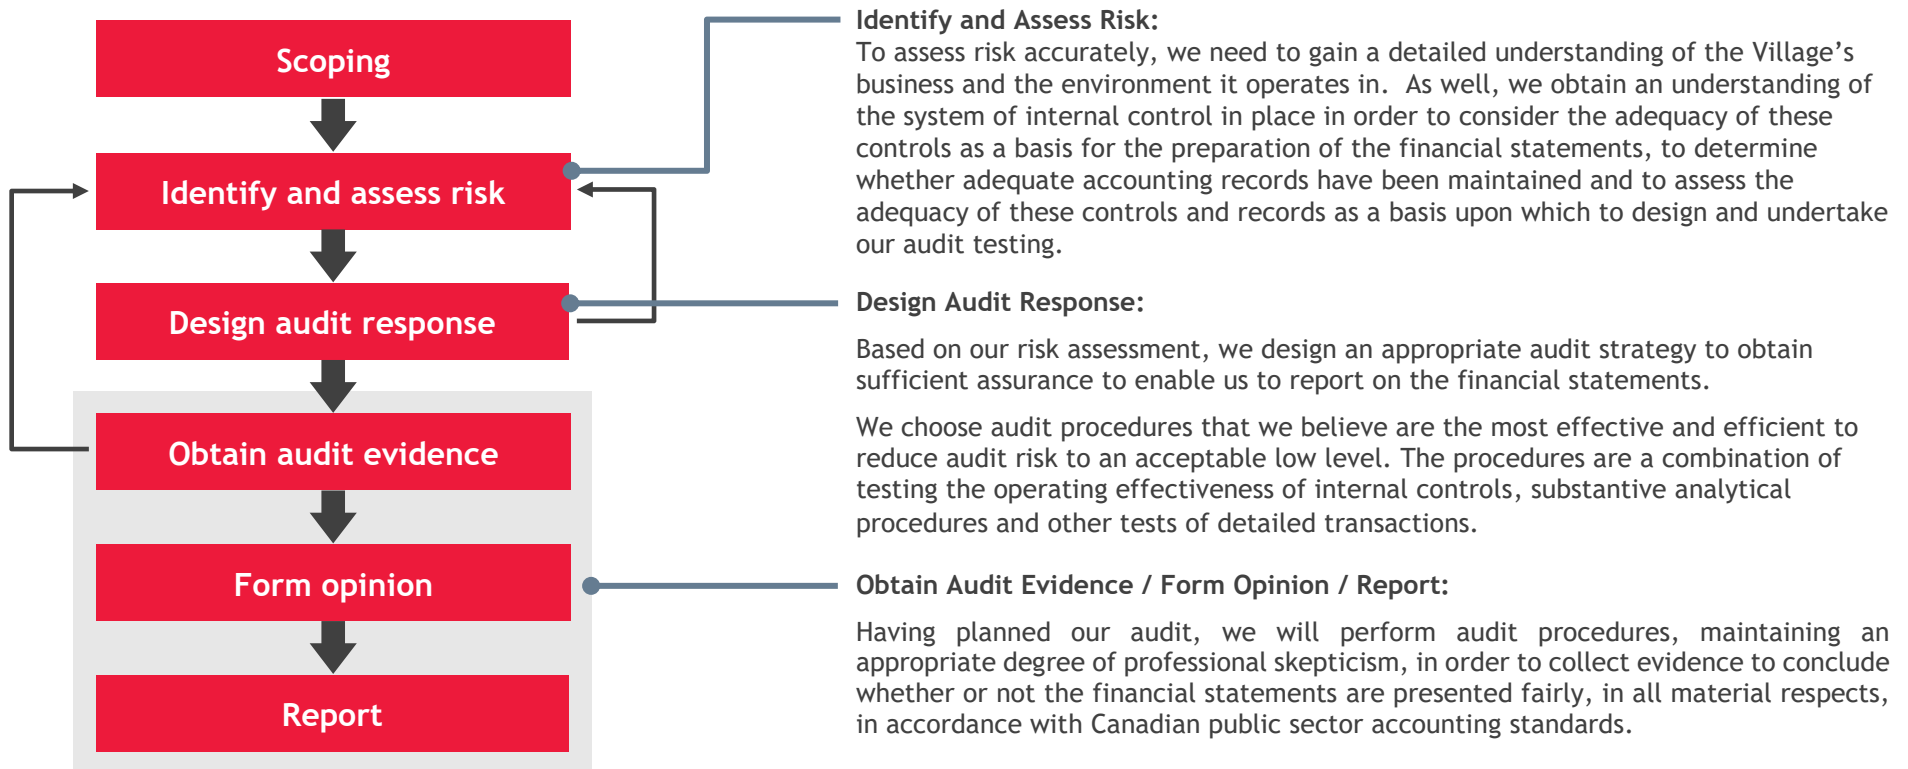 Scoping
Identify and assess risk
Design audit response
Obtain audit evidence
Form opinion
Report
Identify and Assess Risk:
To assess risk accurately, we need to gain a detailed understanding of the Village’s
business and the environment it operates in.  As well, we obtain an understanding of
the system of internal control in place in order to consider the adequacy of these
controls as a basis for the preparation of the financial statements, to determine
whether adequate accounting records have been maintained and to assess the
adequacy of these controls and records as a basis upon which to design and undertake
our audit testing.
Design Audit Response:
Based on our risk assessment, we design an appropriate audit strategy to obtain
sufficient assurance to enable us to report on the financial statements.
We choose audit procedures that we believe are the most effective and efficient to
reduce audit risk to an acceptable low level. The procedures are a combination of
testing the operating effectiveness of internal controls, substantive analytical
procedures and other tests of detailed transactions.
Obtain Audit Evidence / Form Opinion / Report:
Having planned our audit, we will perform audit procedures, maintaining an
appropriate degree of professional skepticism, in order to collect evidence to conclude
whether or not the financial statements are presented fairly, in all material respects,
in accordance with Canadian public sector accounting standards.